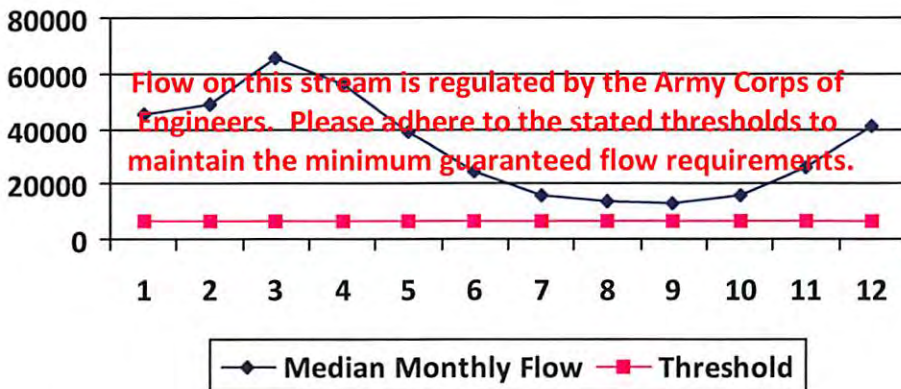 80000
60000
40000
20000
0
Flow on this stream is regulated by the Army Corps of
Engineers. Please adhere to the stated thresholds to
maintain the minimum guaranteed flow requirements.
1 2 3 4 5 6 7 8 9 10 11 12
Median Monthly Flow Threshold